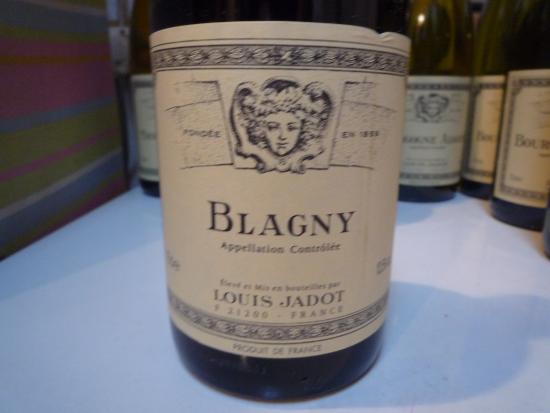 FONDÉE EN 1859
BLAGNY
Appellation Contrôlée
Élevé et Mis en bouteilles par
LOUIS JADOT
F 21200 - FRANCE
PRODUIT DE FRANCE